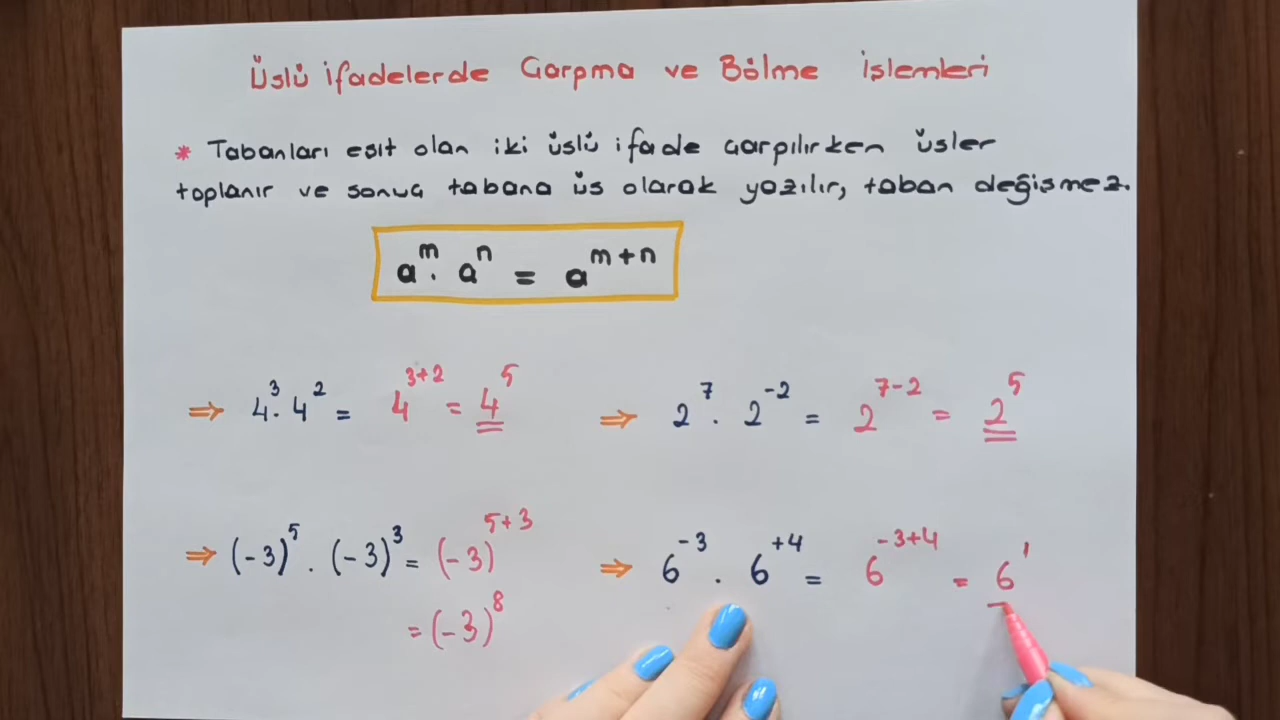 Üslü İfadelerde Çarpma ve Bölme İşlemleri
* Tabanları eşit olan iki üslü ifade çarpılırken üsler
toplanır ve sonuç tabana üs olarak yazılır, taban değişmez.
a^m . a^n = a^(m+n)
⇒ 4^3 . 4^2 = 4^(3+2) = 4^5
⇒ 2^7 . 2^-2 = 2^(7-2) = 2^5
⇒ (-3)^5 . (-3)^3 = (-3)^(5+3)
= (-3)^8
⇒ 6^-3 . 6^+4 = 6^(-3+4) = 6^1